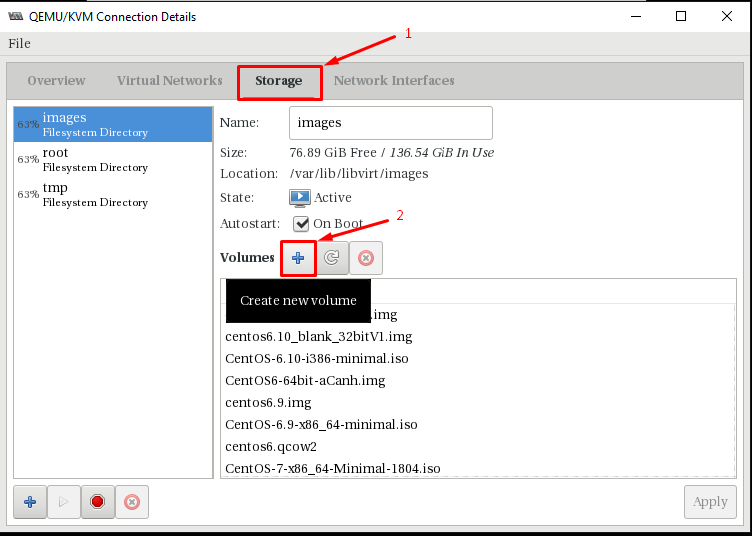 QEMU/KVM Connection Details
File
1
Overview Virtual Networks Storage Network Interfaces
63% images
Filesystem Directory
63% root
Filesystem Directory
63% tmp
Filesystem Directory
Name: images
Size: 76.89 GiB Free / 136.54 GiB In Use
Location: /var/lib/libvirt/images
State: Active
Autostart: On Boot
2
Volumes
Create new volume
.img
centos6.10_blank_32bitV1.img
CentOS-6.10-i386-minimal.iso
CentOS6-64bit-aCanh.img
centos6.9.img
CentOS-6.9-x86_64-minimal.iso
centos6.qcow2
CentOS-7-x86_64-Minimal-1804.iso
Apply